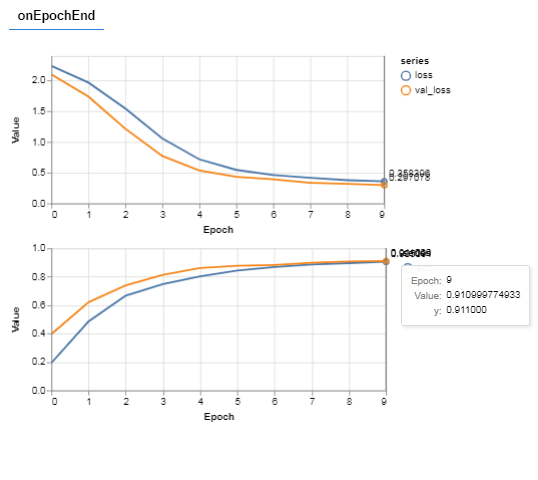 onEpochEnd
series
loss
val_loss
2.0
1.5
1.0
0.5
0.0
Value
0 1 2 3 4 5 6 7 8 9
Epoch
1.0
0.8
0.6
0.4
0.2
0.0
Value
Epoch: 9
Value: 0.910999774933
y: 0.911000
0 1 2 3 4 5 6 7 8 9
Epoch